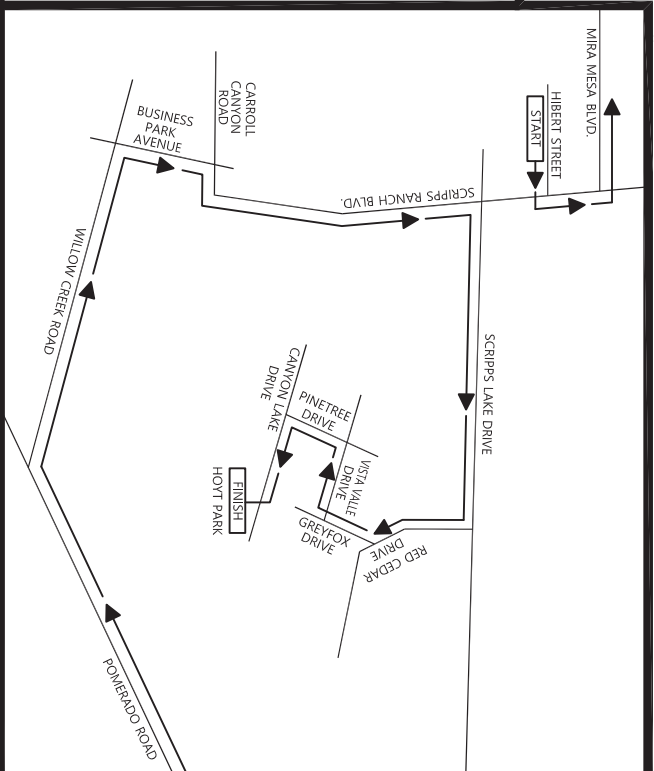 MIRA MESA BLVD.
HIBERT STREET
START
CARROLL
CANYON
ROAD
BUSINESS
PARK
AVENUE
SCRIPPS RANCH BLVD.
WILLOW CREEK ROAD
SCRIPPS LAKE DRIVE
CANYON LAKE
DRIVE
PINETREE
DRIVE
VISTA VALLE
DRIVE
FINISH
HOYT PARK
GREYFOX
DRIVE
RED CEDAR
DRIVE
POMERADO ROAD